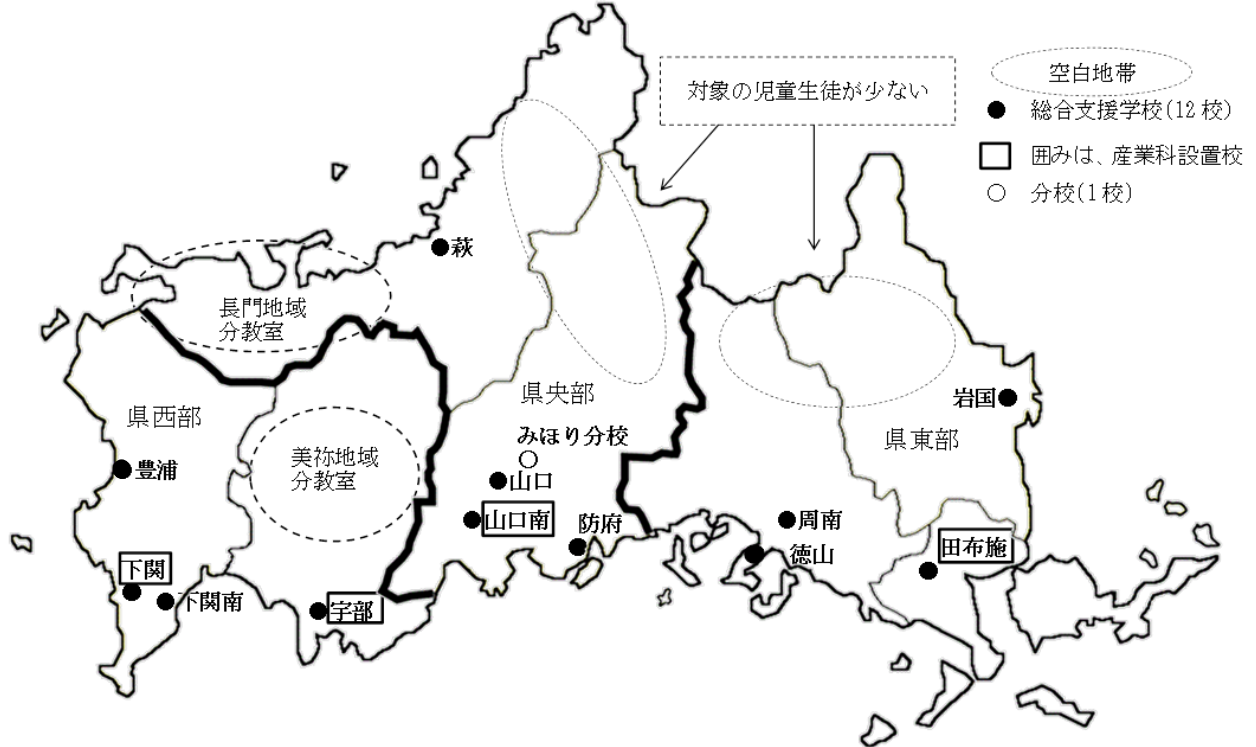 対象の児童生徒が少ない
空白地帯
総合支援学校(12校)
囲みは、産業科設置校
分校(1校)
萩
長門地域
分教室
県西部
県央部
岩国
県東部
みほり分校
美祢地域
分教室
豊浦
山口
山口南
防府
周南
徳山
田布施
下関
下関南
宇部